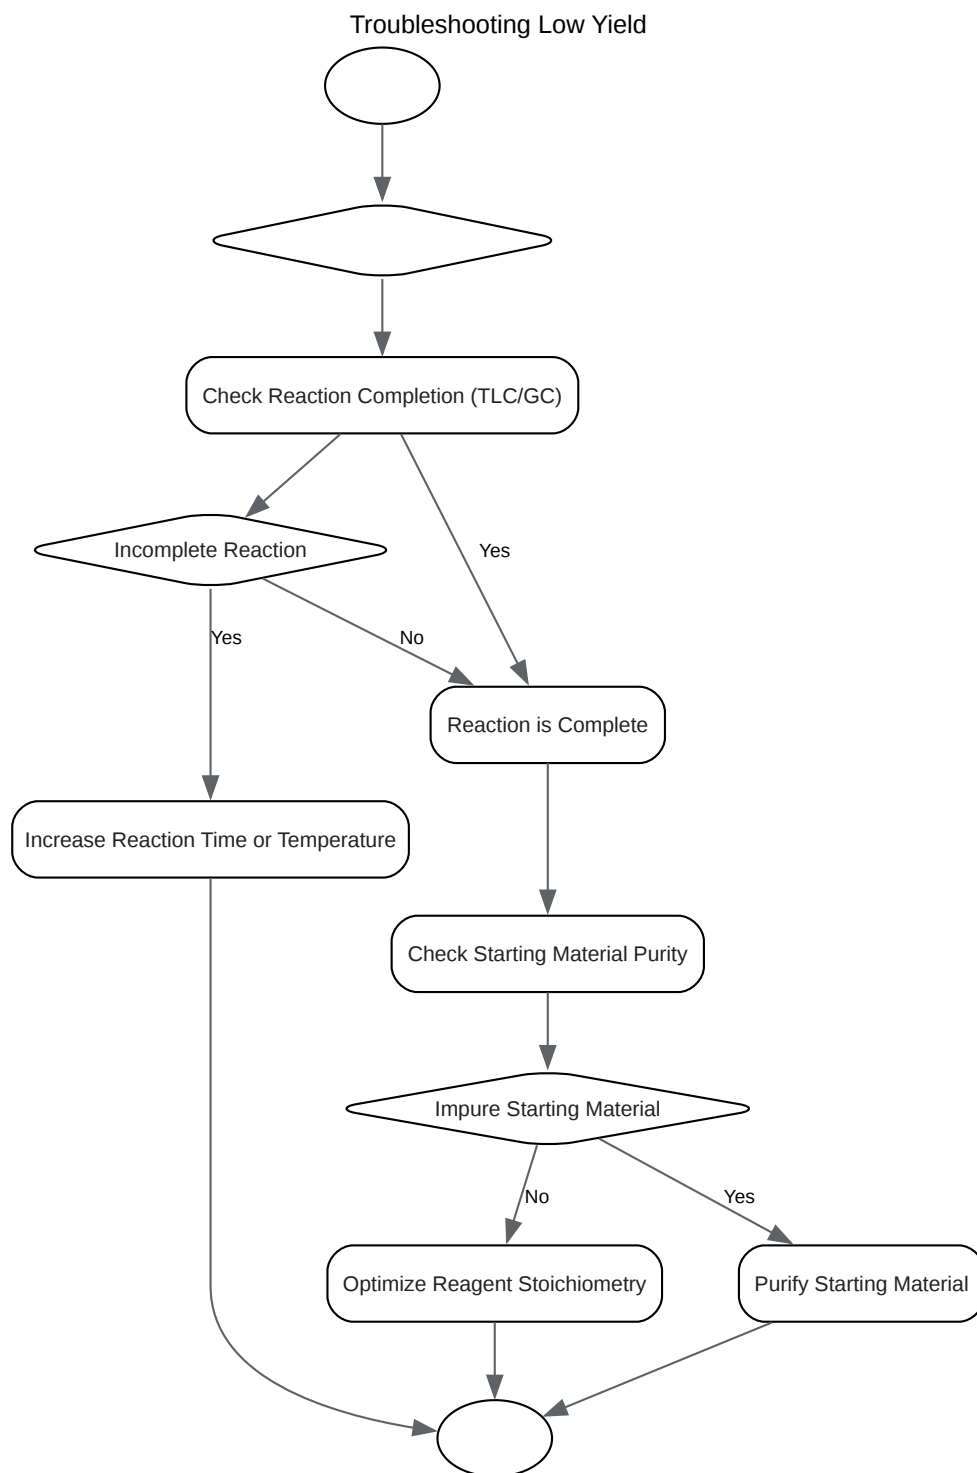 Troubleshooting Low Yield
Check Reaction Completion (TLC/GC)
Incomplete Reaction
Yes
Yes
No
Reaction is Complete
Increase Reaction Time or Temperature
Check Starting Material Purity
Impure Starting Material
No
Yes
Optimize Reagent Stoichiometry
Purify Starting Material